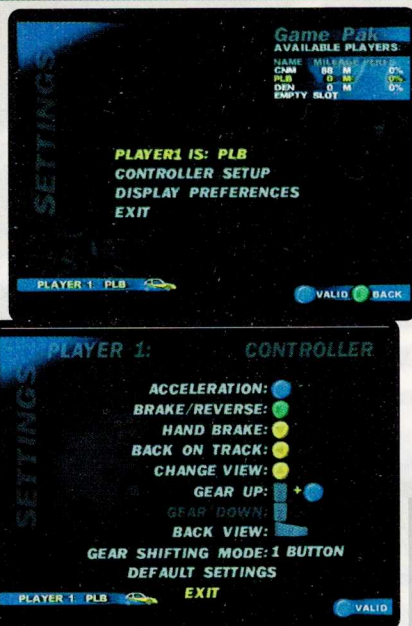 SETTINGS
Game Pak
AVAILABLE PLAYERS:
NAME MILEAGE PERFS
CNM 88 M 0%
PLB 0 M 0%
DEN 0 M 0%
EMPTY SLOT
PLAYER1 IS: PLB
CONTROLLER SETUP
DISPLAY PREFERENCES
EXIT
PLAYER 1 PLB
VALID BACK
SETTINGS
PLAYER 1: CONTROLLER
ACCELERATION:
BRAKE/REVERSE:
HAND BRAKE:
BACK ON TRACK:
CHANGE VIEW:
GEAR UP: +
GEAR DOWN:
BACK VIEW:
GEAR SHIFTING MODE: 1 BUTTON
DEFAULT SETTINGS
EXIT
PLAYER 1 PLB
VALID